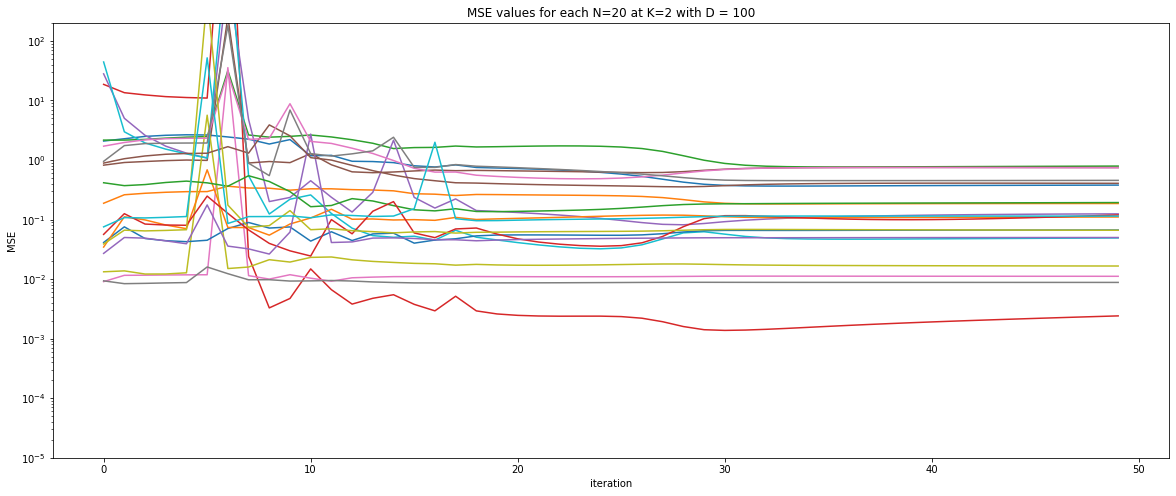 MSE values for each N=20 at K=2 with D = 100
MSE
10²
10¹
10⁰
10⁻¹
10⁻²
10⁻³
10⁻⁴
10⁻⁵
0 10 20 30 40 50
iteration